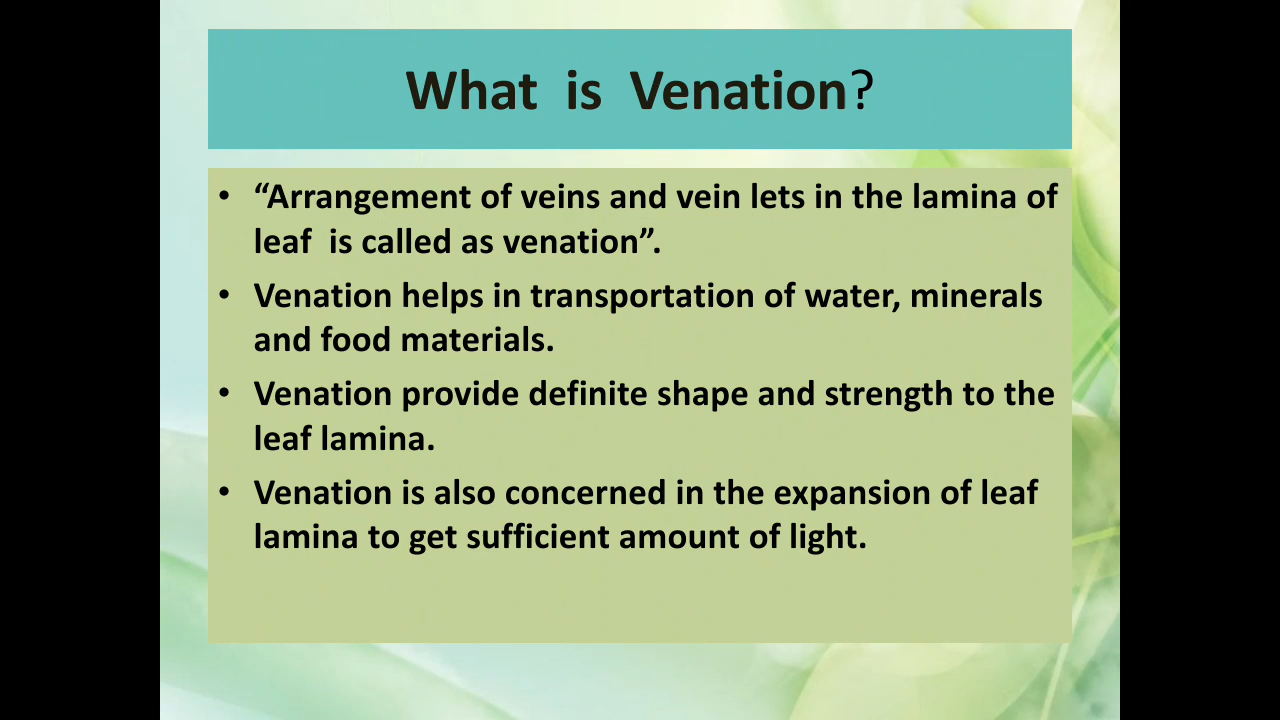 What is Venation?
• “Arrangement of veins and vein lets in the lamina of
leaf is called as venation”.
• Venation helps in transportation of water, minerals
and food materials.
• Venation provide definite shape and strength to the
leaf lamina.
• Venation is also concerned in the expansion of leaf
lamina to get sufficient amount of light.